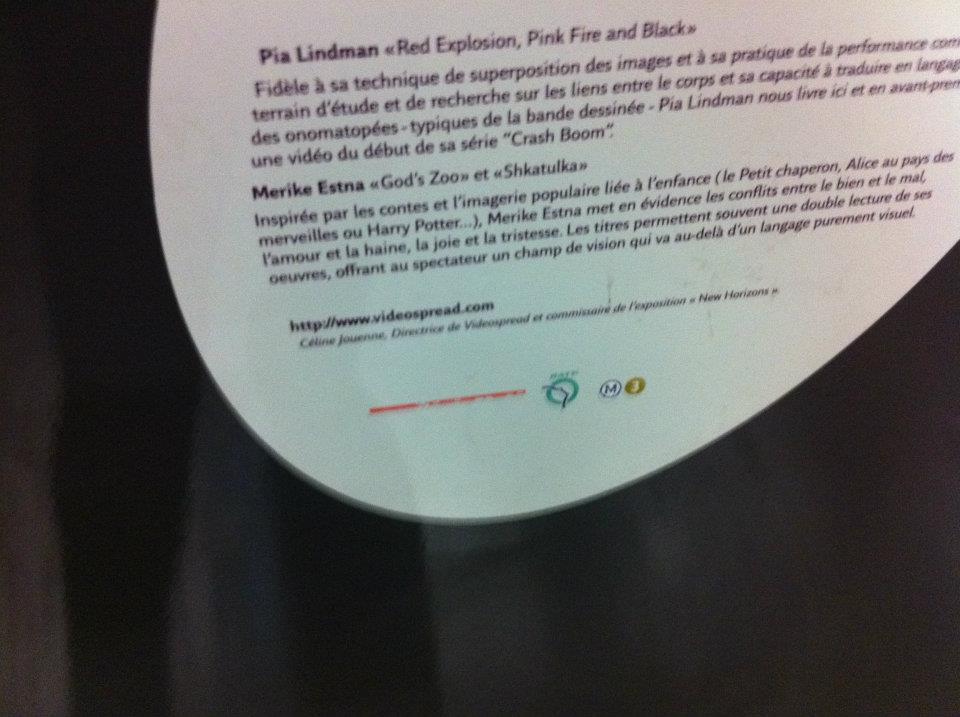 Pia Lindman «Red Explosion, Pink Fire and Black»
Fidèle à sa technique de superposition des images et à sa pratique de la performance com
terrain d'étude et de recherche sur les liens entre le corps et sa capacité à traduire en langag
des onomatopées - typiques de la bande dessinée - Pia Lindman nous livre ici et en avant-prem
une vidéo du début de sa série "Crash Boom".
Merike Estna «God's Zoo» et «Shkatulka»
Inspirée par les contes et l'imagerie populaire liée à l'enfance ( le Petit chaperon, Alice au pays des
merveilles ou Harry Potter...), Merike Estna met en évidence les conflits entre le bien et le mal,
l'amour et la haine, la joie et la tristesse. Les titres permettent souvent une double lecture de ses
oeuvres, offrant au spectateur un champ de vision qui va au-delà d'un langage purement visuel.
http://www.videospread.com
Céline Jouenne, Directrice de Videospread et commissaire de l'exposition « New Horizons ».
RATP M 3